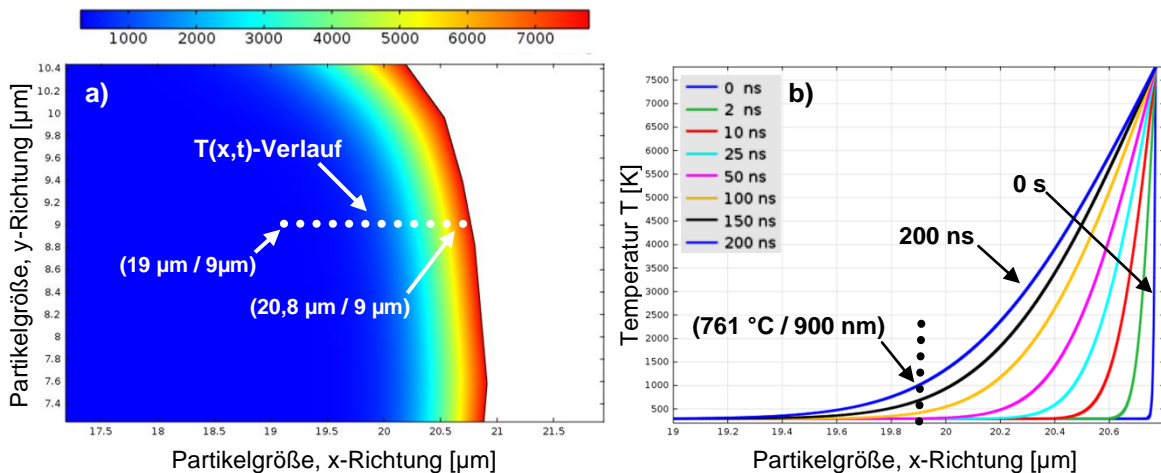 1000 2000 3000 4000 5000 6000 7000
a)
Partikelgröße, y-Richtung [µm]
10.4
10.2
10
9.8
9.6
9.4
9.2
9
8.8
8.6
8.4
8.2
8
7.8
7.6
7.4
T(x,t)-Verlauf
(19 µm / 9µm)
(20,8 µm / 9 µm)
17.5 18 18.5 19 19.5 20 20.5 21 21.5
Partikelgröße, x-Richtung [µm]
b)
Temperatur T [K]
7500
7000
6500
6000
5500
5000
4500
4000
3500
3000
2500
2000
1500
1000
500
0 ns
2 ns
10 ns
25 ns
50 ns
100 ns
150 ns
200 ns
0 s
200 ns
(761 °C / 900 nm)
19 19.2 19.4 19.6 19.8 20 20.2 20.4 20.6
Partikelgröße, x-Richtung [µm]